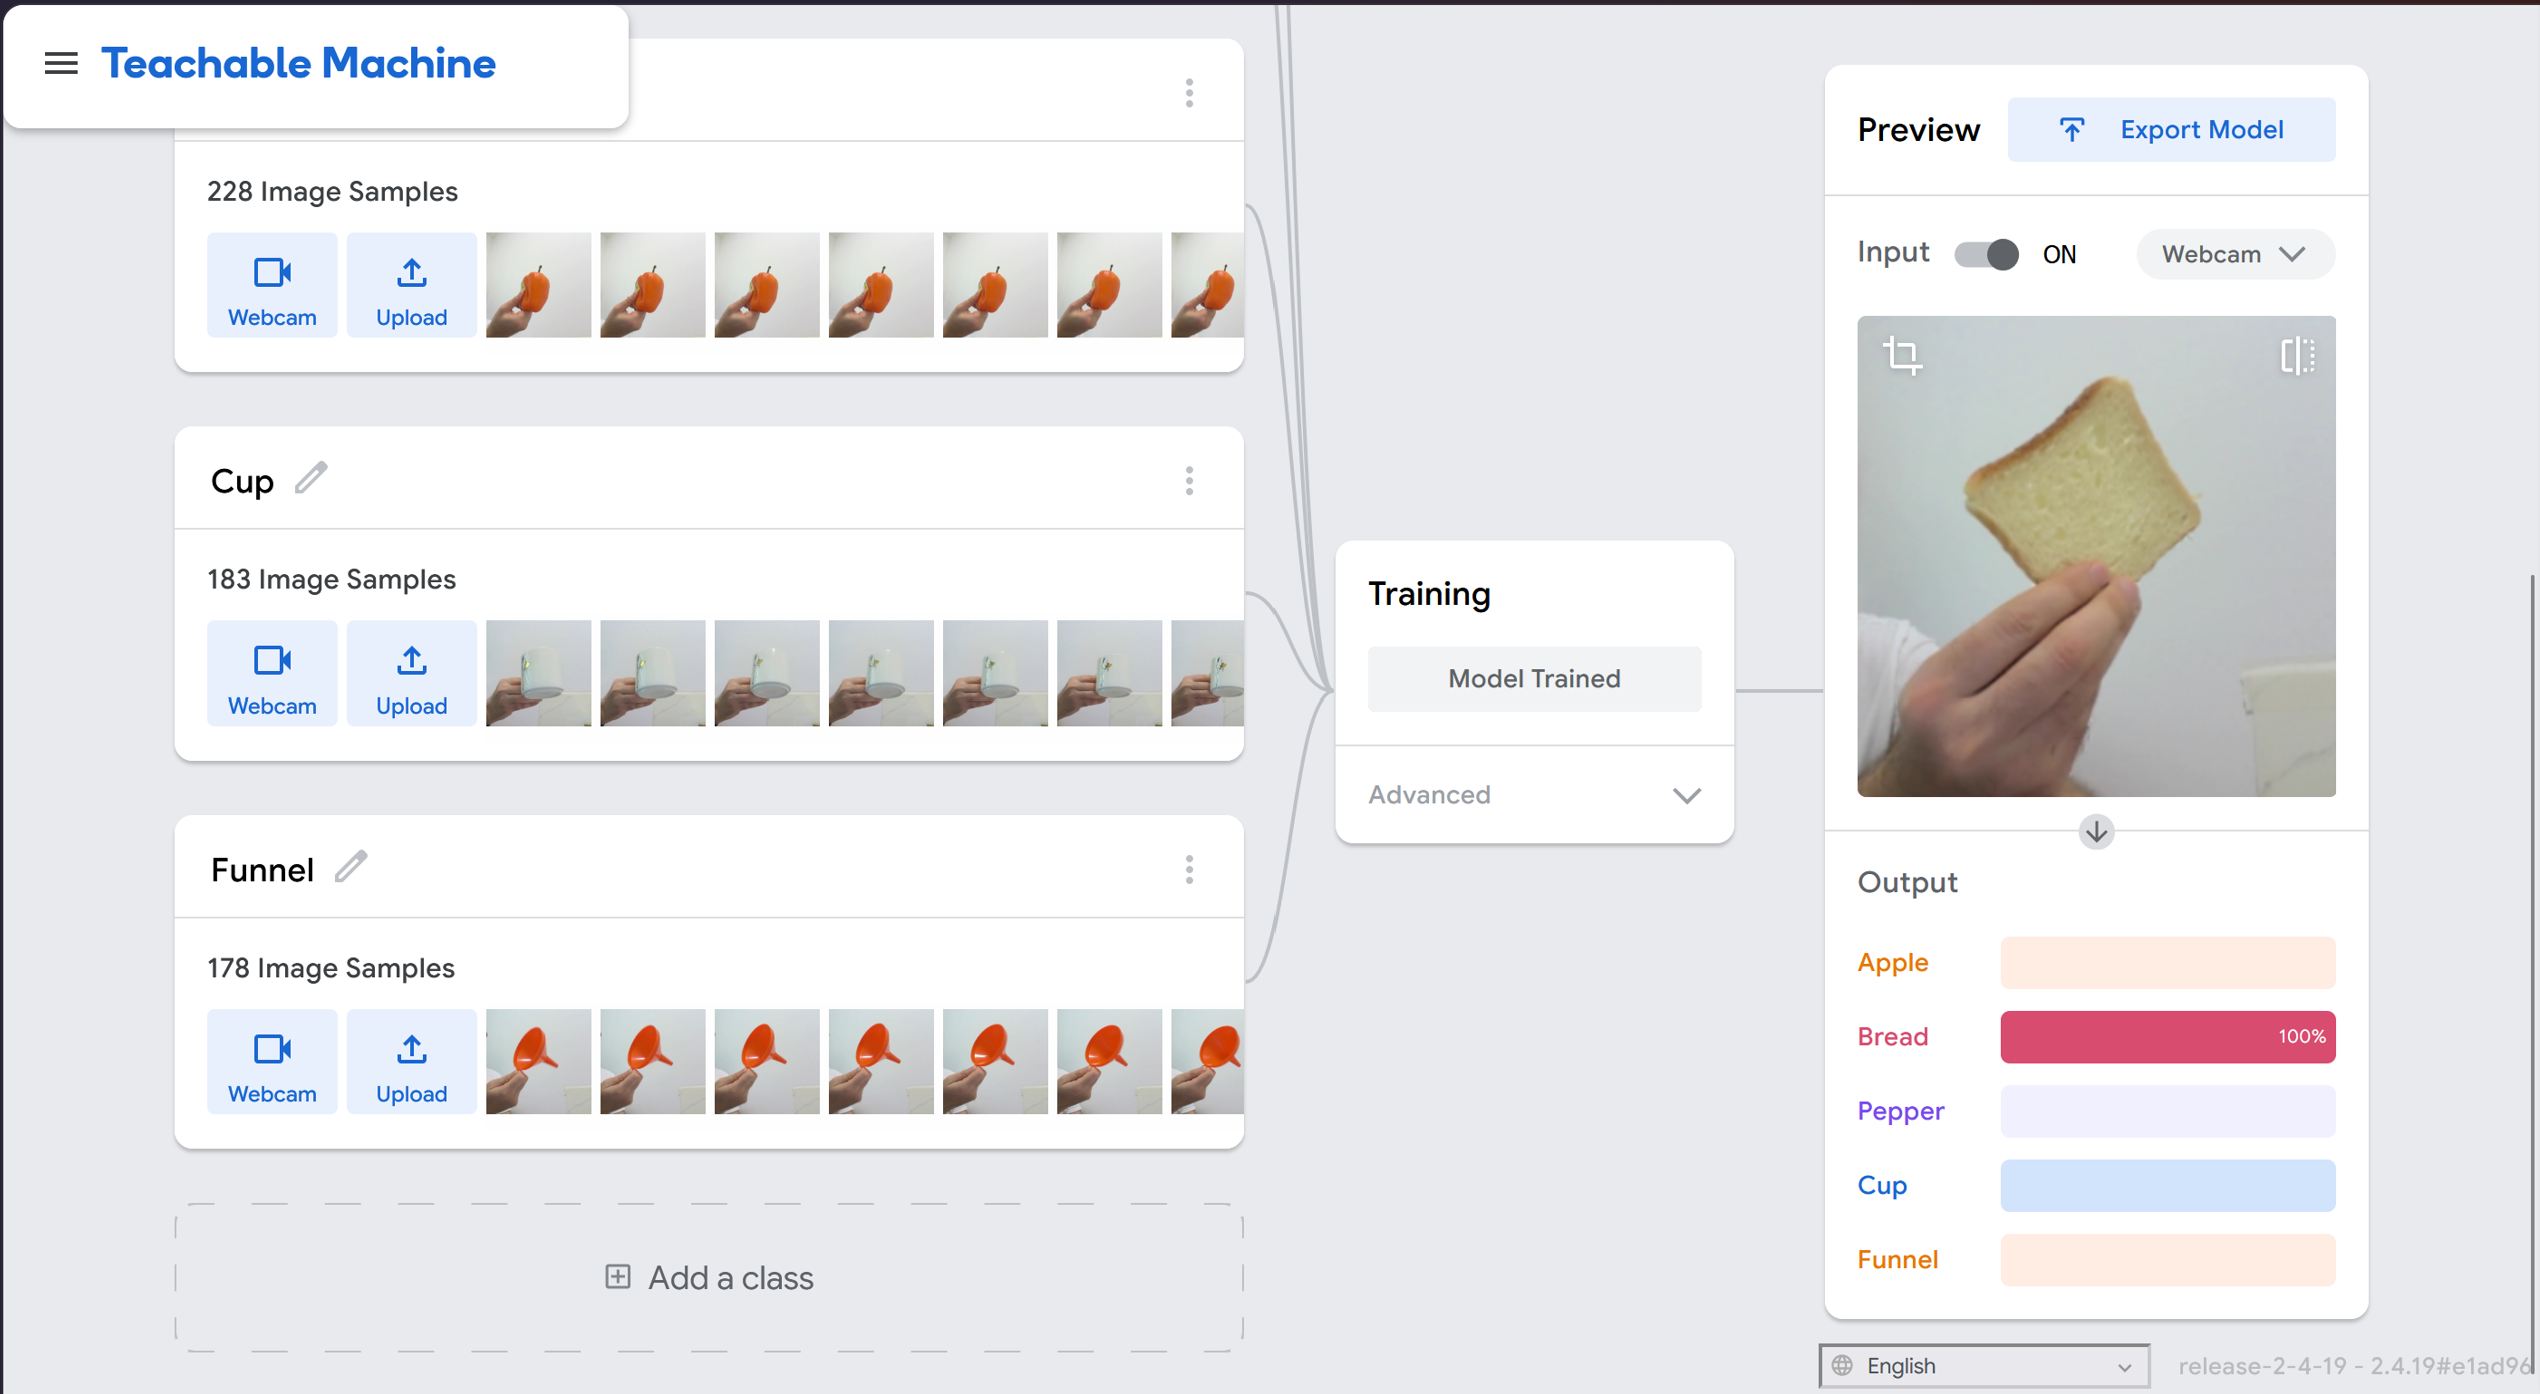 Teachable Machine
228 Image Samples
Webcam
Upload
Cup
183 Image Samples
Webcam
Upload
Funnel
178 Image Samples
Webcam
Upload
Add a class
Training
Model Trained
Advanced
Preview
Export Model
Input
ON
Webcam
Output
Apple
Bread
100%
Pepper
Cup
Funnel
English
release-2-4-19 - 2.4.19#e1ad96